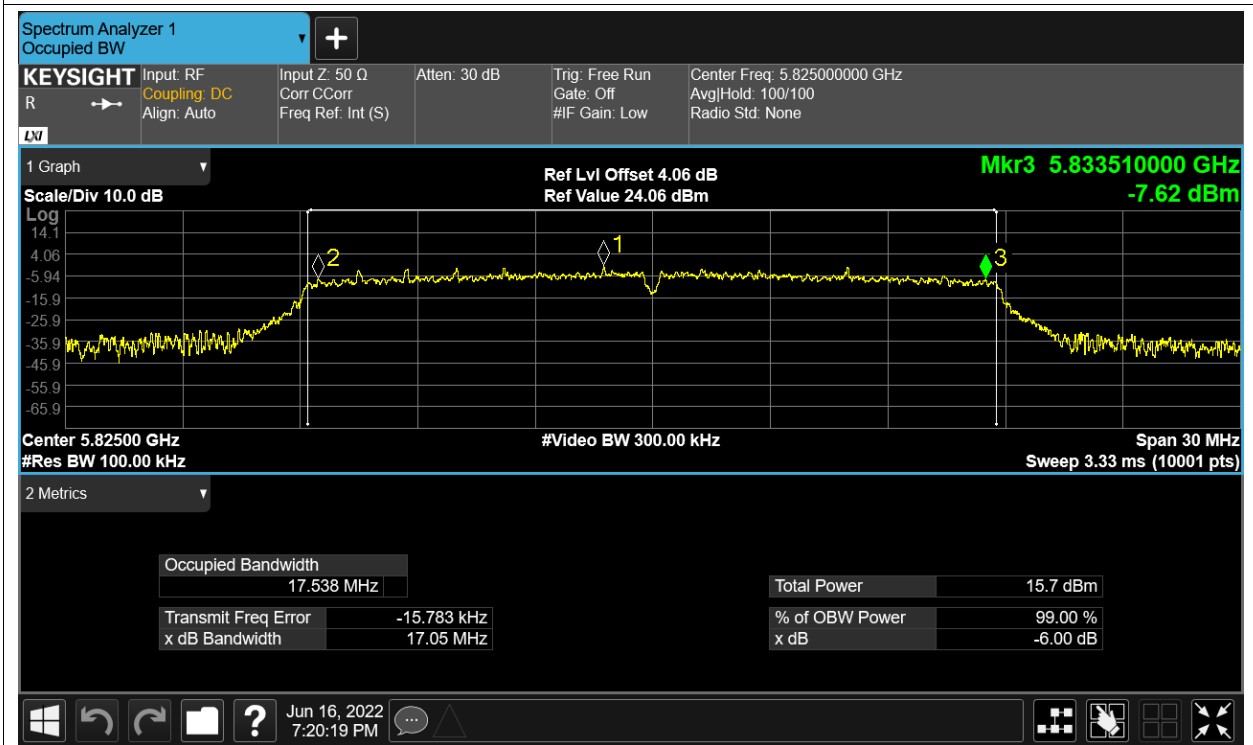 Spectrum Analyzer 1
Occupied BW
KEYSIGHT
R
LXI
Input: RF
Coupling: DC
Align: Auto
Input Z: 50 Ω
Corr CCorr
Freq Ref: Int (S)
Atten: 30 dB
Trig: Free Run
Gate: Off
#IF Gain: Low
Center Freq: 5.825000000 GHz
Avg|Hold: 100/100
Radio Std: None
1 Graph
Scale/Div 10.0 dB
Ref Lvl Offset 4.06 dB
Ref Value 24.06 dBm
Mkr3 5.833510000 GHz
-7.62 dBm
Log
14.1
4.06
-5.94
-15.9
-25.9
-35.9
-45.9
-55.9
-65.9
2
1
3
Center 5.82500 GHz
#Res BW 100.00 kHz
#Video BW 300.00 kHz
Span 30 MHz
Sweep 3.33 ms (10001 pts)
2 Metrics
Occupied Bandwidth
17.538 MHz
Transmit Freq Error -15.783 kHz
x dB Bandwidth 17.05 MHz
Total Power 15.7 dBm
% of OBW Power 99.00 %
x dB -6.00 dB
?
Jun 16, 2022
7:20:19 PM